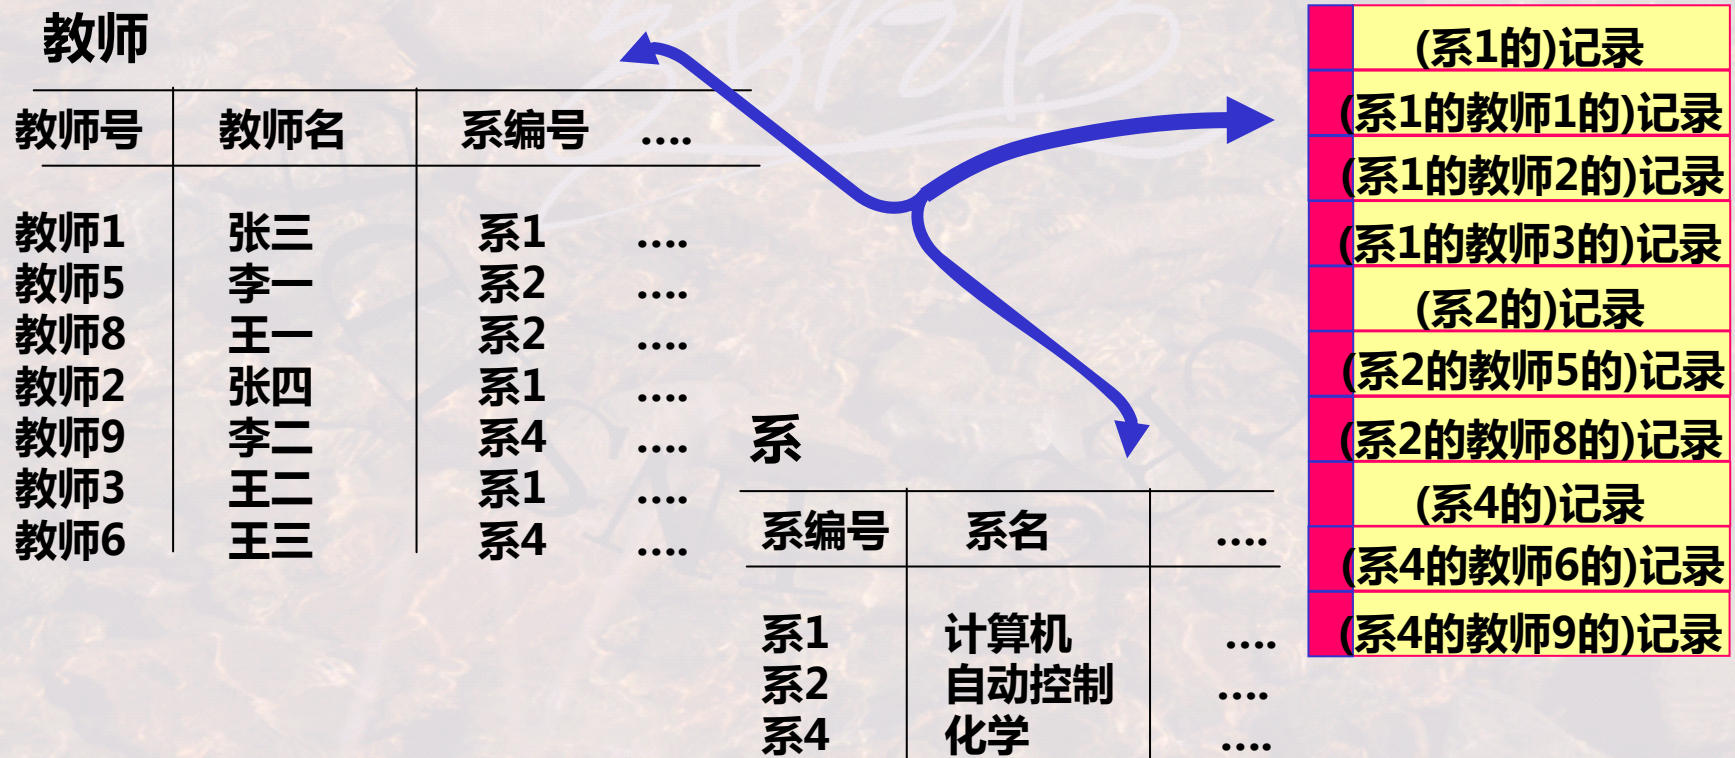 教师
教师号 教师名 系编号 ....
教师1 张三 系1 ....
教师5 李一 系2 ....
教师8 王一 系2 ....
教师2 张四 系1 ....
教师9 李二 系4 ....
教师3 王二 系1 ....
教师6 王三 系4 ....
系
系编号 系名 ....
系1 计算机 ....
系2 自动控制 ....
系4 化学 ....
(系1的)记录
(系1的教师1的)记录
(系1的教师2的)记录
(系1的教师3的)记录
(系2的)记录
(系2的教师5的)记录
(系2的教师8的)记录
(系4的)记录
(系4的教师6的)记录
(系4的教师9的)记录